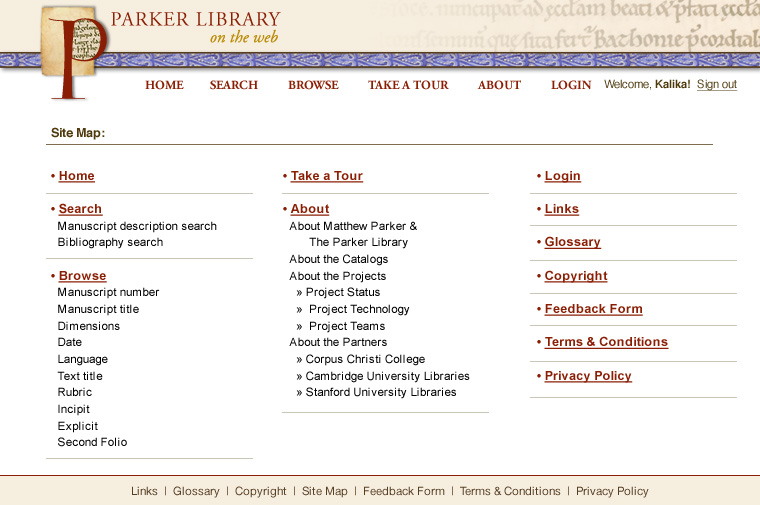 PARKER LIBRARY
on the web
HOME SEARCH BROWSE TAKE A TOUR ABOUT LOGIN Welcome, Kalika! Sign out
Site Map:
• Home
• Search
Manuscript description search
Bibliography search
• Browse
Manuscript number
Manuscript title
Dimensions
Date
Language
Text title
Rubric
Incipit
Explicit
Second Folio
• Take a Tour
• About
About Matthew Parker &
The Parker Library
About the Catalogs
About the Projects
» Project Status
» Project Technology
» Project Teams
About the Partners
» Corpus Christi College
» Cambridge University Libraries
» Stanford University Libraries
• Login
• Links
• Glossary
• Copyright
• Feedback Form
• Terms & Conditions
• Privacy Policy
Links | Glossary | Copyright | Site Map | Feedback Form | Terms & Conditions | Privacy Policy